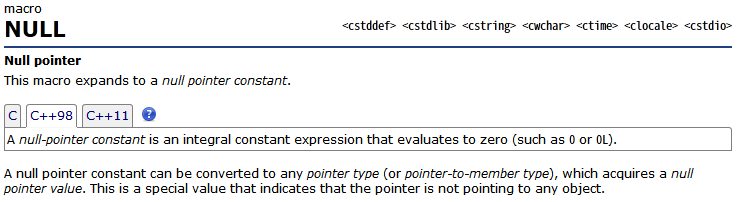 macro
NULL <cstddef> <cstdlib> <cstring> <cwchar> <ctime> <clocale> <cstdio>
Null pointer
This macro expands to a null pointer constant.
C C++98 C++11 ?
A null-pointer constant is an integral constant expression that evaluates to zero (such as 0 or 0L).
A null pointer constant can be converted to any pointer type (or pointer-to-member type), which acquires a null
pointer value. This is a special value that indicates that the pointer is not pointing to any object.